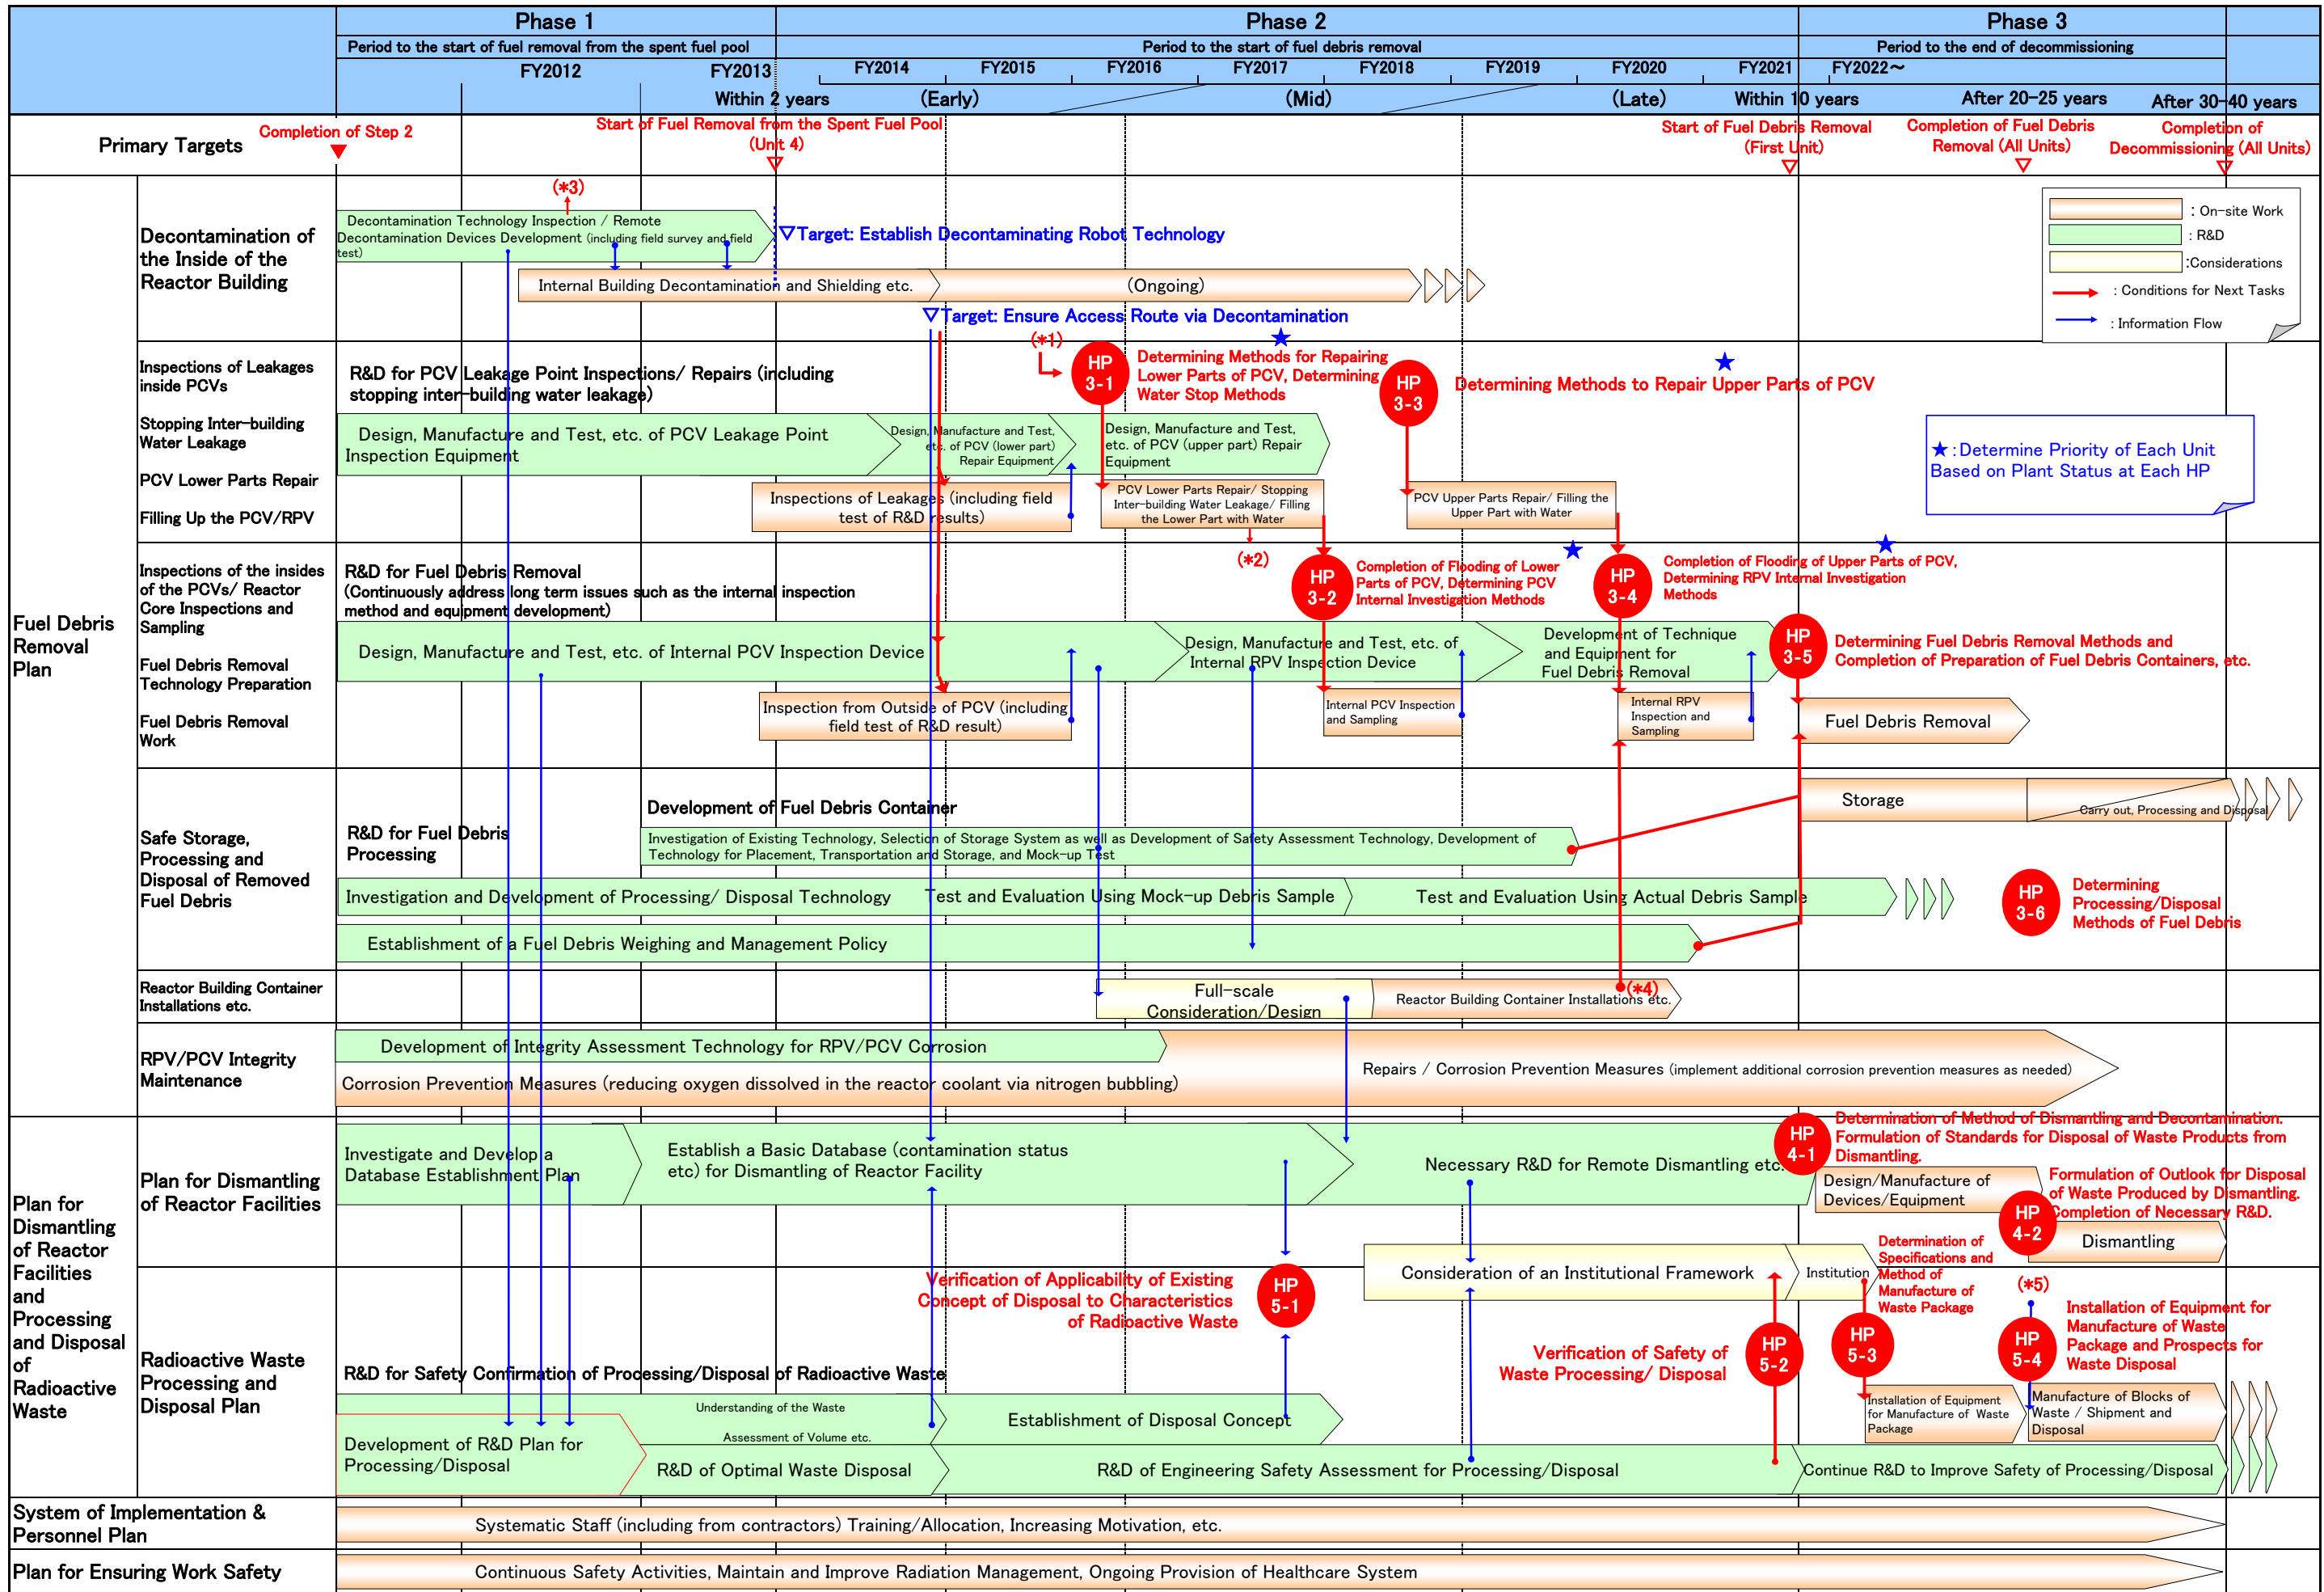 Phase 1
Phase 2
Phase 3
Period to the start of fuel removal from the spent fuel pool
Period to the start of fuel debris removal
Period to the end of decommissioning
FY2012
FY2013
FY2014
FY2015
FY2016
FY2017
FY2018
FY2019
FY2020
FY2021
FY2022～
Within 2 years
(Early)
(Mid)
(Late)
Within 10 years
After 20-25 years
After 30-40 years
Primary Targets
Completion of Step 2
Start of Fuel Removal from the Spent Fuel Pool
(Unit 4)
Start of Fuel Debris Removal
(First Unit)
Completion of Fuel Debris
Removal (All Units)
Completion of
Decommissioning (All Units)
: On-site Work
: R&D
:Considerations
: Conditions for Next Tasks
: Information Flow
Fuel Debris
Removal
Plan
Decontamination of
the Inside of the
Reactor Building
(*3)
Decontamination Technology Inspection / Remote
Decontamination Devices Development (including field survey and field
test)
▽Target: Establish Decontaminating Robot Technology
Internal Building Decontamination and Shielding etc.
(Ongoing)
▽Target: Ensure Access Route via Decontamination
Inspections of Leakages
inside PCVs
Stopping Inter-building
Water Leakage
PCV Lower Parts Repair
Filling Up the PCV/RPV
R&D for PCV Leakage Point Inspections/ Repairs (including
stopping inter-building water leakage)
(*1)
HP
3-1
Determining Methods for Repairing
Lower Parts of PCV, Determining
Water Stop Methods
★
HP
3-3
Determining Methods to Repair Upper Parts of PCV
★
★:Determine Priority of Each Unit
Based on Plant Status at Each HP
Design, Manufacture and Test, etc. of PCV Leakage Point
Inspection Equipment
Design, Manufacture and Test,
etc. of PCV (lower part)
Repair Equipment
Design, Manufacture and Test,
etc. of PCV (upper part) Repair
Equipment
Inspections of Leakages (including field
test of R&D results)
PCV Lower Parts Repair/ Stopping
Inter-building Water Leakage/ Filling
the Lower Part with Water
PCV Upper Parts Repair/ Filling the
Upper Part with Water
(*2)
Inspections of the insides
of the PCVs/ Reactor
Core Inspections and
Sampling
Fuel Debris Removal
Technology Preparation
Fuel Debris Removal
Work
R&D for Fuel Debris Removal
(Continuously address long term issues such as the internal inspection
method and equipment development)
HP
3-2
Completion of Flooding of Lower
Parts of PCV, Determining PCV
Internal Investigation Methods
★
HP
3-4
Completion of Flooding of Upper Parts of PCV,
Determining RPV Internal Investigation
Methods
★
Design, Manufacture and Test, etc. of Internal PCV Inspection Device
Design, Manufacture and Test, etc. of
Internal RPV Inspection Device
Development of Technique
and Equipment for
Fuel Debris Removal
HP
3-5
Determining Fuel Debris Removal Methods and
Completion of Preparation of Fuel Debris Containers, etc.
Inspection from Outside of PCV (including
field test of R&D result)
Internal PCV Inspection
and Sampling
Internal RPV
Inspection and
Sampling
Fuel Debris Removal
Safe Storage,
Processing and
Disposal of Removed
Fuel Debris
R&D for Fuel Debris
Processing
Development of Fuel Debris Container
Investigation of Existing Technology, Selection of Storage System as well as Development of Safety Assessment Technology, Development of
Technology for Placement, Transportation and Storage, and Mock-up Test
Storage
Carry out, Processing and Disposal
Investigation and Development of Processing/ Disposal Technology
Test and Evaluation Using Mock-up Debris Sample
Test and Evaluation Using Actual Debris Sample
HP
3-6
Determining
Processing/Disposal
Methods of Fuel Debris
Establishment of a Fuel Debris Weighing and Management Policy
Reactor Building Container
Installations etc.
Full-scale
Consideration/Design
Reactor Building Container Installations etc.
(*4)
RPV/PCV Integrity
Maintenance
Development of Integrity Assessment Technology for RPV/PCV Corrosion
Corrosion Prevention Measures (reducing oxygen dissolved in the reactor coolant via nitrogen bubbling)
Repairs / Corrosion Prevention Measures (implement additional corrosion prevention measures as needed)
Plan for
Dismantling
of Reactor
Facilities
and
Processing
and Disposal
of
Radioactive
Waste
Plan for Dismantling
of Reactor Facilities
Investigate and Develop a
Database Establishment Plan
Establish a Basic Database (contamination status
etc) for Dismantling of Reactor Facility
Necessary R&D for Remote Dismantling etc.
HP
4-1
Determination of Method of Dismantling and Decontamination.
Formulation of Standards for Disposal of Waste Products from
Dismantling.
Design/Manufacture of
Devices/Equipment
HP
4-2
Formulation of Outlook for Disposal
of Waste Produced by Dismantling.
Completion of Necessary R&D.
Dismantling
Consideration of an Institutional Framework
Institution
Radioactive Waste
Processing and
Disposal Plan
Verification of Applicability of Existing
Concept of Disposal to Characteristics
of Radioactive Waste
HP
5-1
Verification of Safety of
Waste Processing/ Disposal
HP
5-2
Determination of
Specifications and
Method of
Manufacture of
Waste Package
HP
5-3
(*5)
HP
5-4
Installation of Equipment for
Manufacture of Waste
Package and Prospects for
Waste Disposal
R&D for Safety Confirmation of Processing/Disposal of Radioactive Waste
Understanding of the Waste
Assessment of Volume etc.
Establishment of Disposal Concept
Development of R&D Plan for
Processing/Disposal
R&D of Optimal Waste Disposal
R&D of Engineering Safety Assessment for Processing/Disposal
Installation of Equipment
for Manufacture of Waste
Package
Manufacture of Blocks of
Waste / Shipment and
Disposal
Continue R&D to Improve Safety of Processing/Disposal
System of Implementation &
Personnel Plan
Systematic Staff (including from contractors) Training/Allocation, Increasing Motivation, etc.
Plan for Ensuring Work Safety
Continuous Safety Activities, Maintain and Improve Radiation Management, Ongoing Provision of Healthcare System